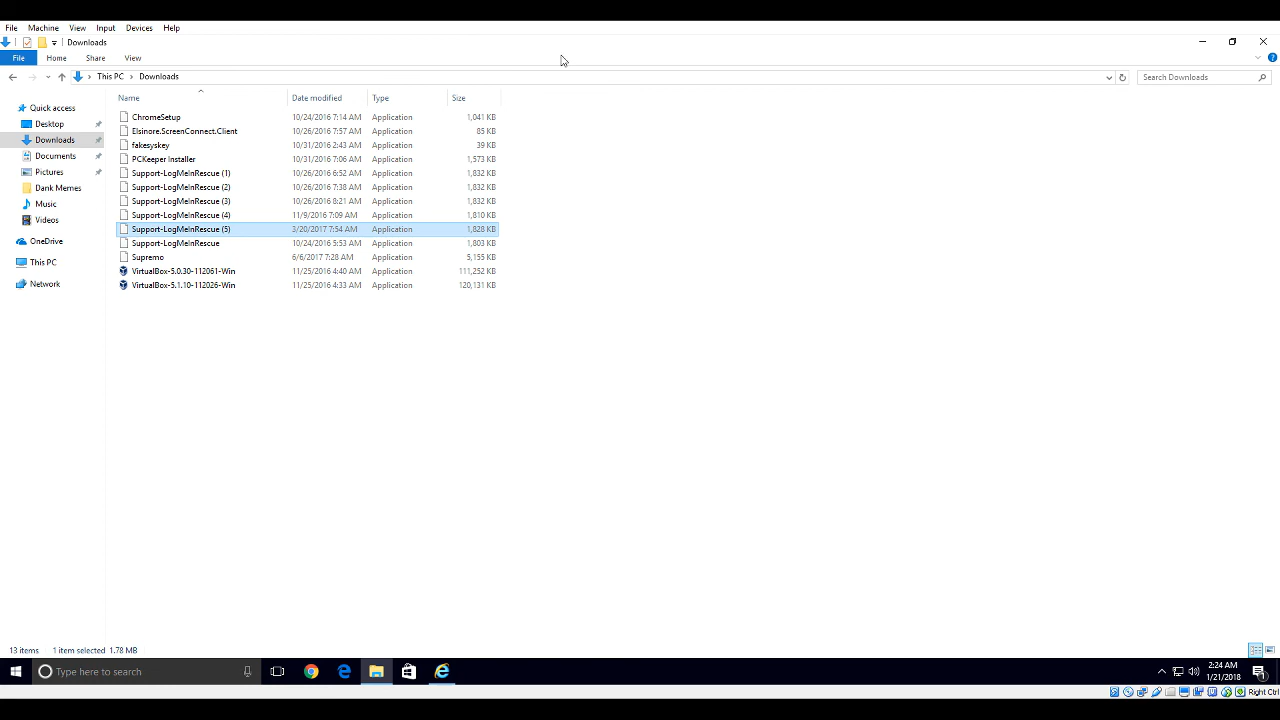 File Machine View Input Devices Help
Downloads
File Home Share View
This PC Downloads Search Downloads
Name Date modified Type Size
Quick access
Desktop
Downloads
Documents
Pictures
Dank Memes
Music
Videos
OneDrive
This PC
Network
ChromeSetup 10/24/2016 7:14 AM Application 1,041 KB
Elsinore.ScreenConnect.Client 10/26/2016 7:57 AM Application 85 KB
fakesyskey 10/31/2016 2:43 AM Application 39 KB
PCKeeper Installer 10/31/2016 7:06 AM Application 1,573 KB
Support-LogMeInRescue (1) 10/26/2016 6:52 AM Application 1,832 KB
Support-LogMeInRescue (2) 10/26/2016 7:38 AM Application 1,832 KB
Support-LogMeInRescue (3) 10/26/2016 8:21 AM Application 1,832 KB
Support-LogMeInRescue (4) 11/9/2016 7:09 AM Application 1,810 KB
Support-LogMeInRescue (5) 3/20/2017 7:54 AM Application 1,828 KB
Support-LogMeInRescue 10/24/2016 5:53 AM Application 1,803 KB
Supremo 6/6/2017 7:28 AM Application 5,155 KB
VirtualBox-5.0.30-112061-Win 11/25/2016 4:40 AM Application 111,252 KB
VirtualBox-5.1.10-112026-Win 11/25/2016 4:33 AM Application 120,131 KB
13 items 1 item selected 1.78 MB
Type here to search
2:24 AM
1/21/2018
Right Ctrl